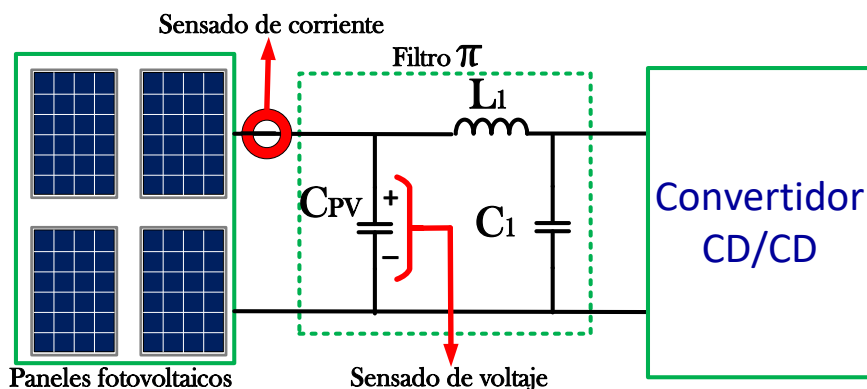 Sensado de corriente
Filtro π
L1
CPV
+
−
C1
Convertidor
CD/CD
Paneles fotovoltaicos
Sensado de voltaje